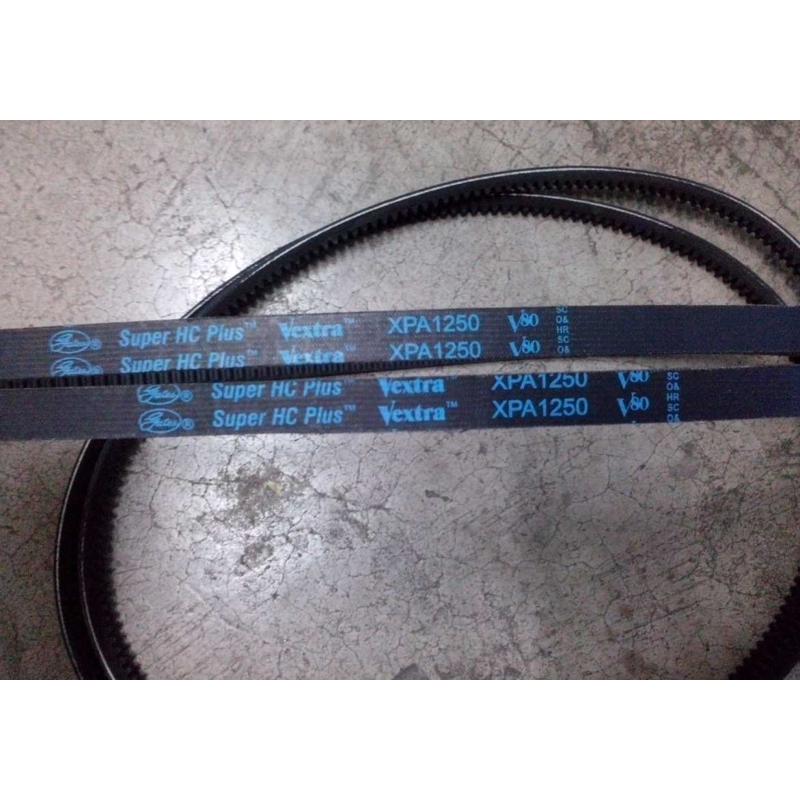 Gates® Super HC Plus™ Vextra™ XPA1250 V80 SC O& HR
Gates® Super HC Plus™ Vextra XPA1250 V80 SC O&
Gates® Super HC Plus™ Vextra™ XPA1250 V80 SC O& HR
Gates® Super HC Plus™ Vextra™ XPA1250 V80 SC O&